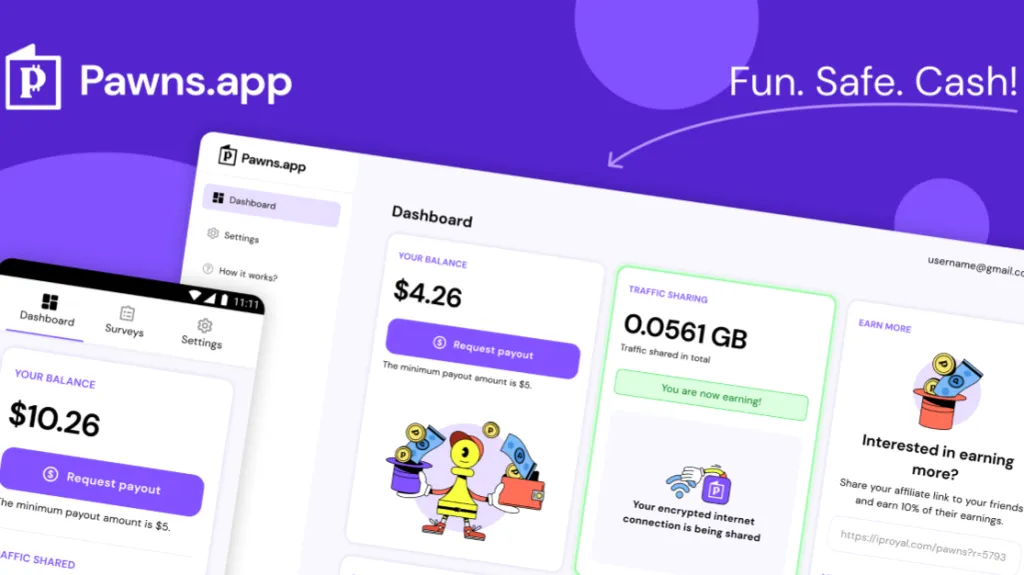 Pawns.app
Fun. Safe. Cash!
Pawns.app
Dashboard
Settings
How it works?
Dashboard
username@gmail.co
YOUR BALANCE
$4.26
Request payout
The minimum payout amount is $5.
TRAFFIC SHARING
0.0561 GB
Traffic shared in total
You are now earning!
Your encrypted internet
connection is being shared
EARN MORE
Interested in earning
more?
Share your affiliate link to your friends
and earn 10% of their earnings.
https://iproyal.com/pawns?r=5793
11:11
Dashboard
Surveys
Settings
YOUR BALANCE
$10.26
Request payout
The minimum payout amount is $5.
AFFIC SHARED